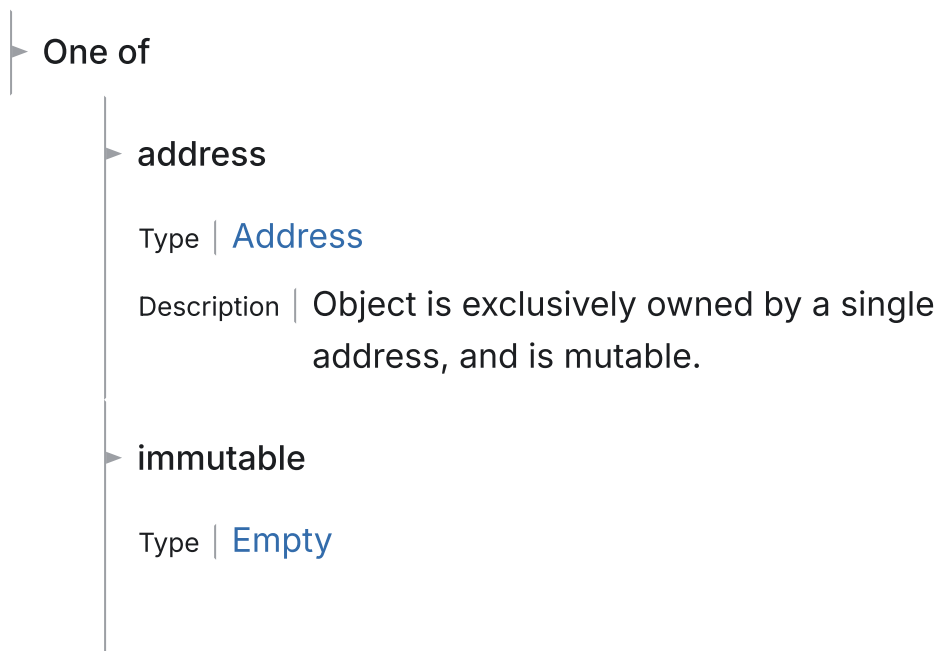 One of
address
Type | Address
Description | Object is exclusively owned by a single
address, and is mutable.
immutable
Type | Empty